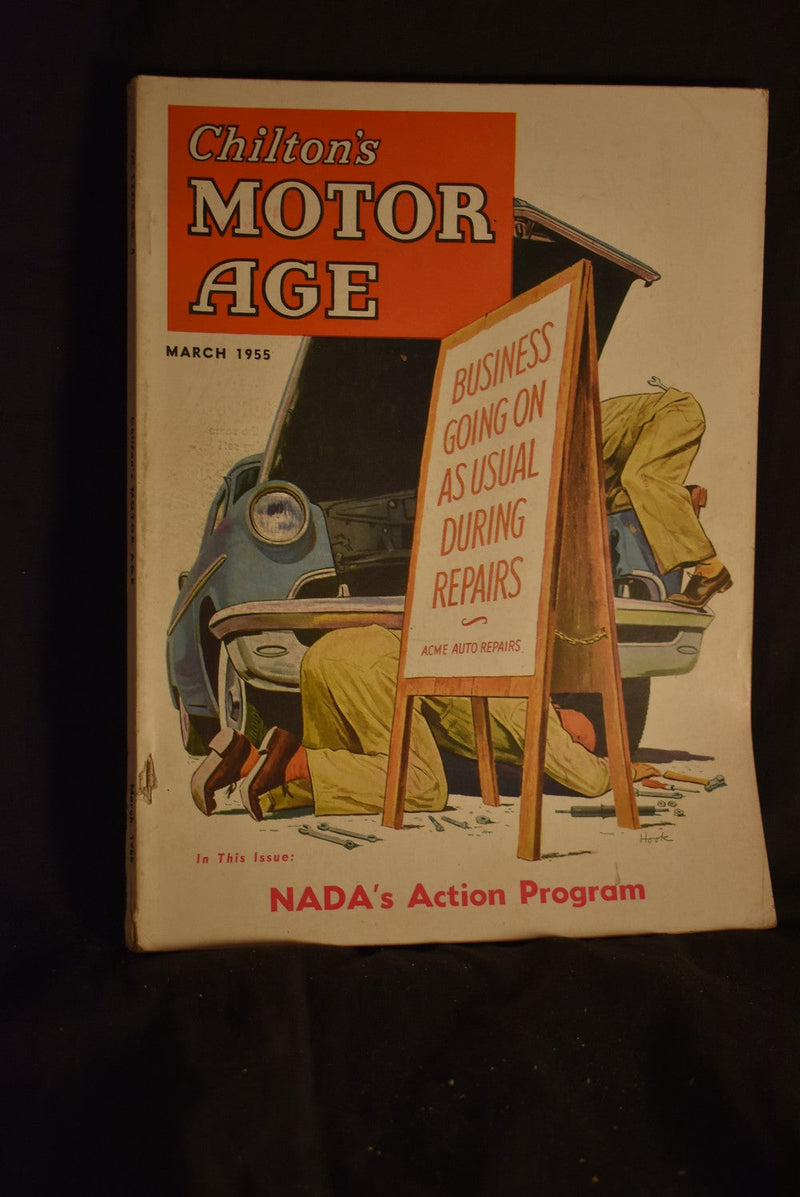 Chilton's
MOTOR
AGE
MARCH 1955
BUSINESS
GOING ON
AS USUAL
DURING
REPAIRS
ACME AUTO REPAIRS
Hook
In This Issue:
NADA's Action Program